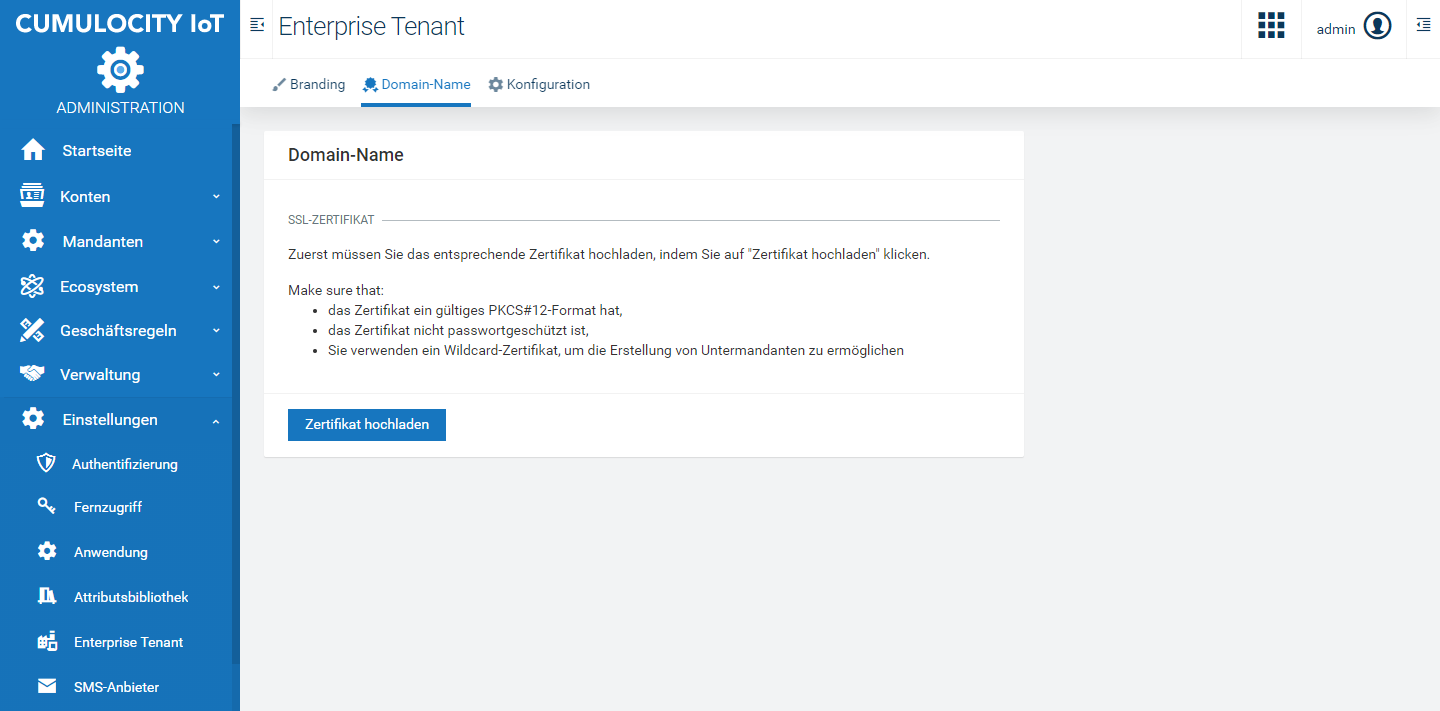 CUMULOCITY IoT
ADMINISTRATION
Startseite
Konten
Mandanten
Ecosystem
Geschäftsregeln
Verwaltung
Einstellungen
Authentifizierung
Fernzugriff
Anwendung
Attributsbibliothek
Enterprise Tenant
SMS-Anbieter
Enterprise Tenant
admin
Branding
Domain-Name
Konfiguration
Domain-Name
SSL-ZERTIFIKAT
Zuerst müssen Sie das entsprechende Zertifikat hochladen, indem Sie auf "Zertifikat hochladen" klicken.
Make sure that:
• das Zertifikat ein gültiges PKCS#12-Format hat,
• das Zertifikat nicht passwortgeschützt ist,
• Sie verwenden ein Wildcard-Zertifikat, um die Erstellung von Untermandanten zu ermöglichen
Zertifikat hochladen